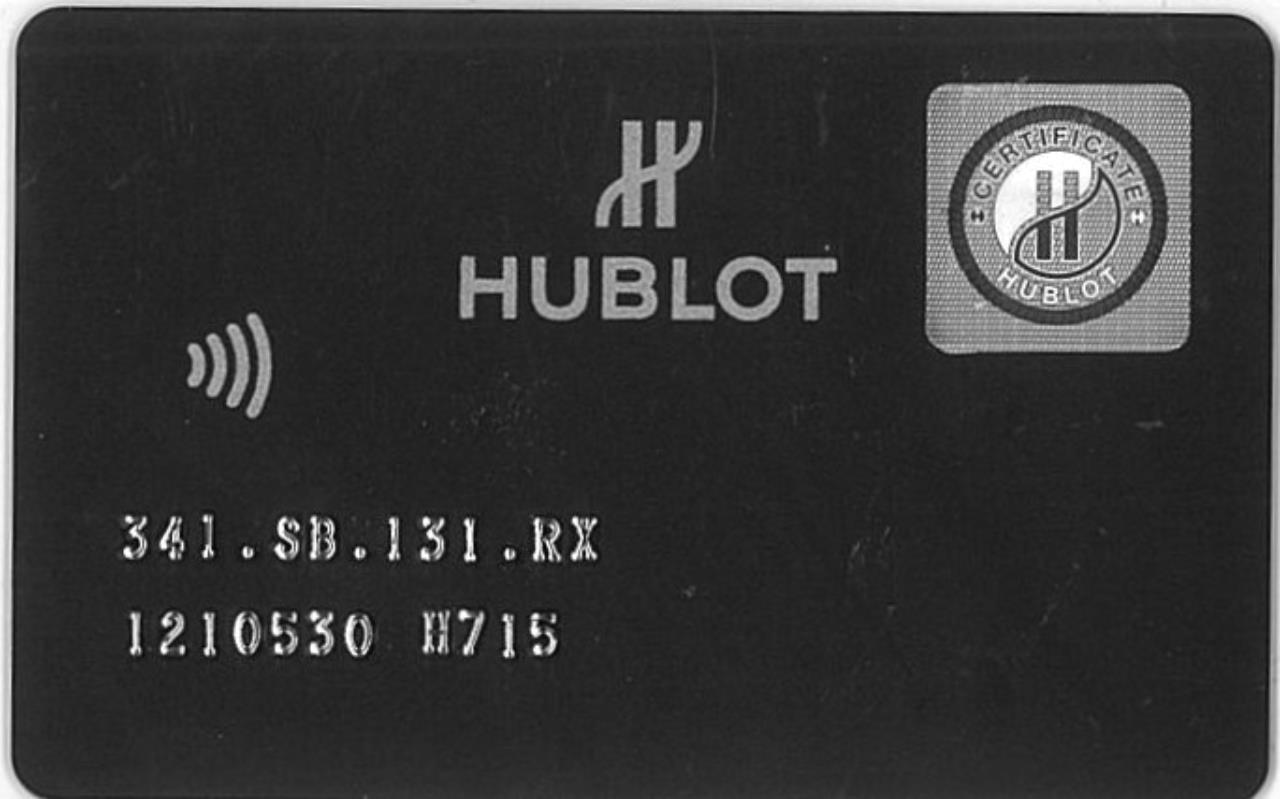 HUBLOT
CERTIFICATE
HUBLOT
341.SB.131.RX
1210530 H715